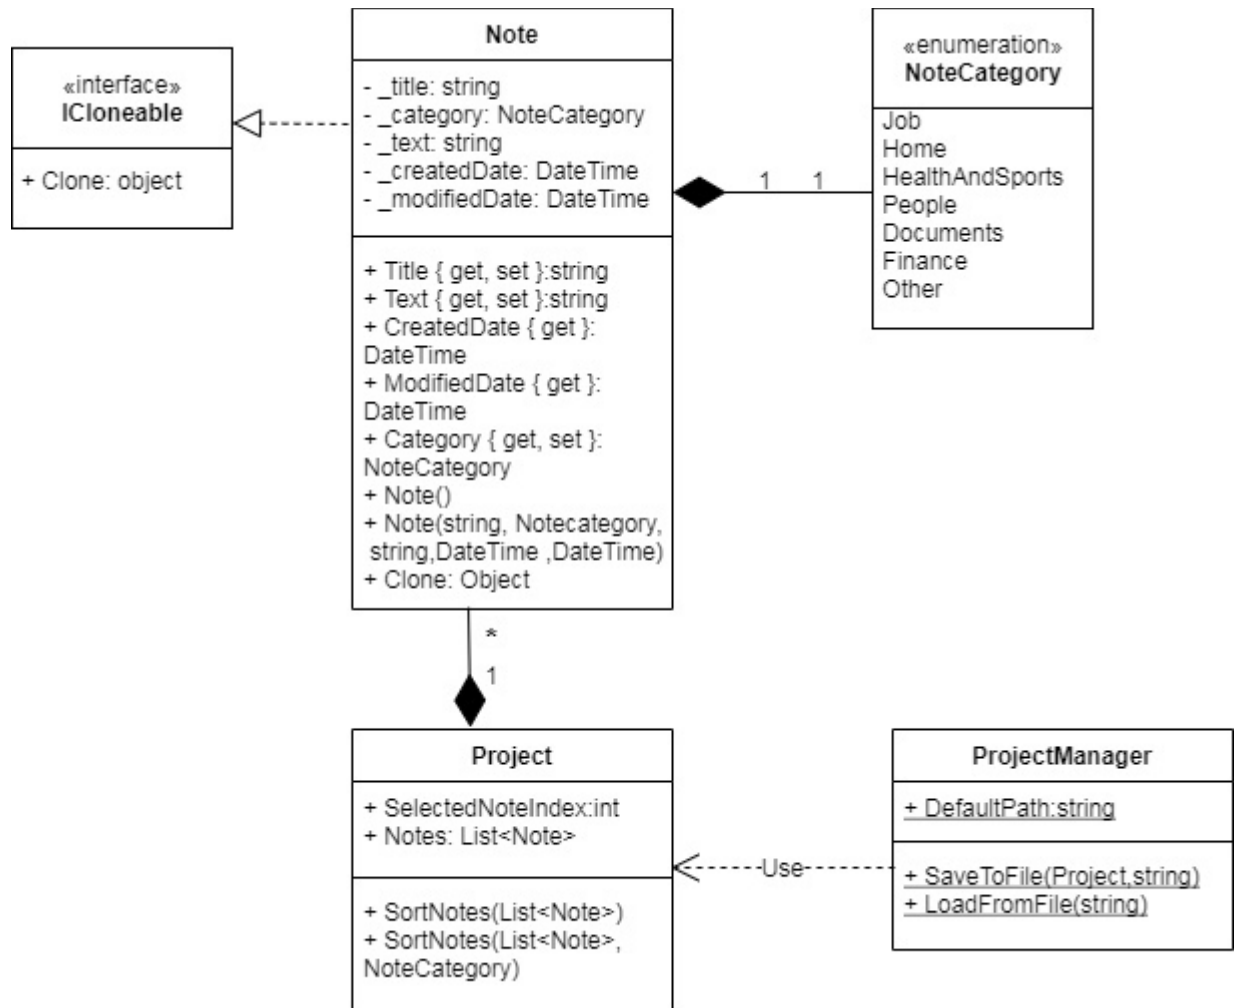 «interface»
ICloneable
+ Clone: object
Note
- _title: string
- _category: NoteCategory
- _text: string
- _createdDate: DateTime
- _modifiedDate: DateTime
+ Title { get, set }:string
+ Text { get, set }:string
+ CreatedDate { get }:
DateTime
+ ModifiedDate { get }:
DateTime
+ Category { get, set }:
NoteCategory
+ Note()
+ Note(string, Notecategory,
string,DateTime ,DateTime)
+ Clone: Object
1 1
«enumeration»
NoteCategory
Job
Home
HealthAndSports
People
Documents
Finance
Other
*
1
Project
+ SelectedNoteIndex:int
+ Notes: List<Note>
+ SortNotes(List<Note>)
+ SortNotes(List<Note>,
NoteCategory)
Use
ProjectManager
+ DefaultPath:string
+ SaveToFile(Project,string)
+ LoadFromFile(string)